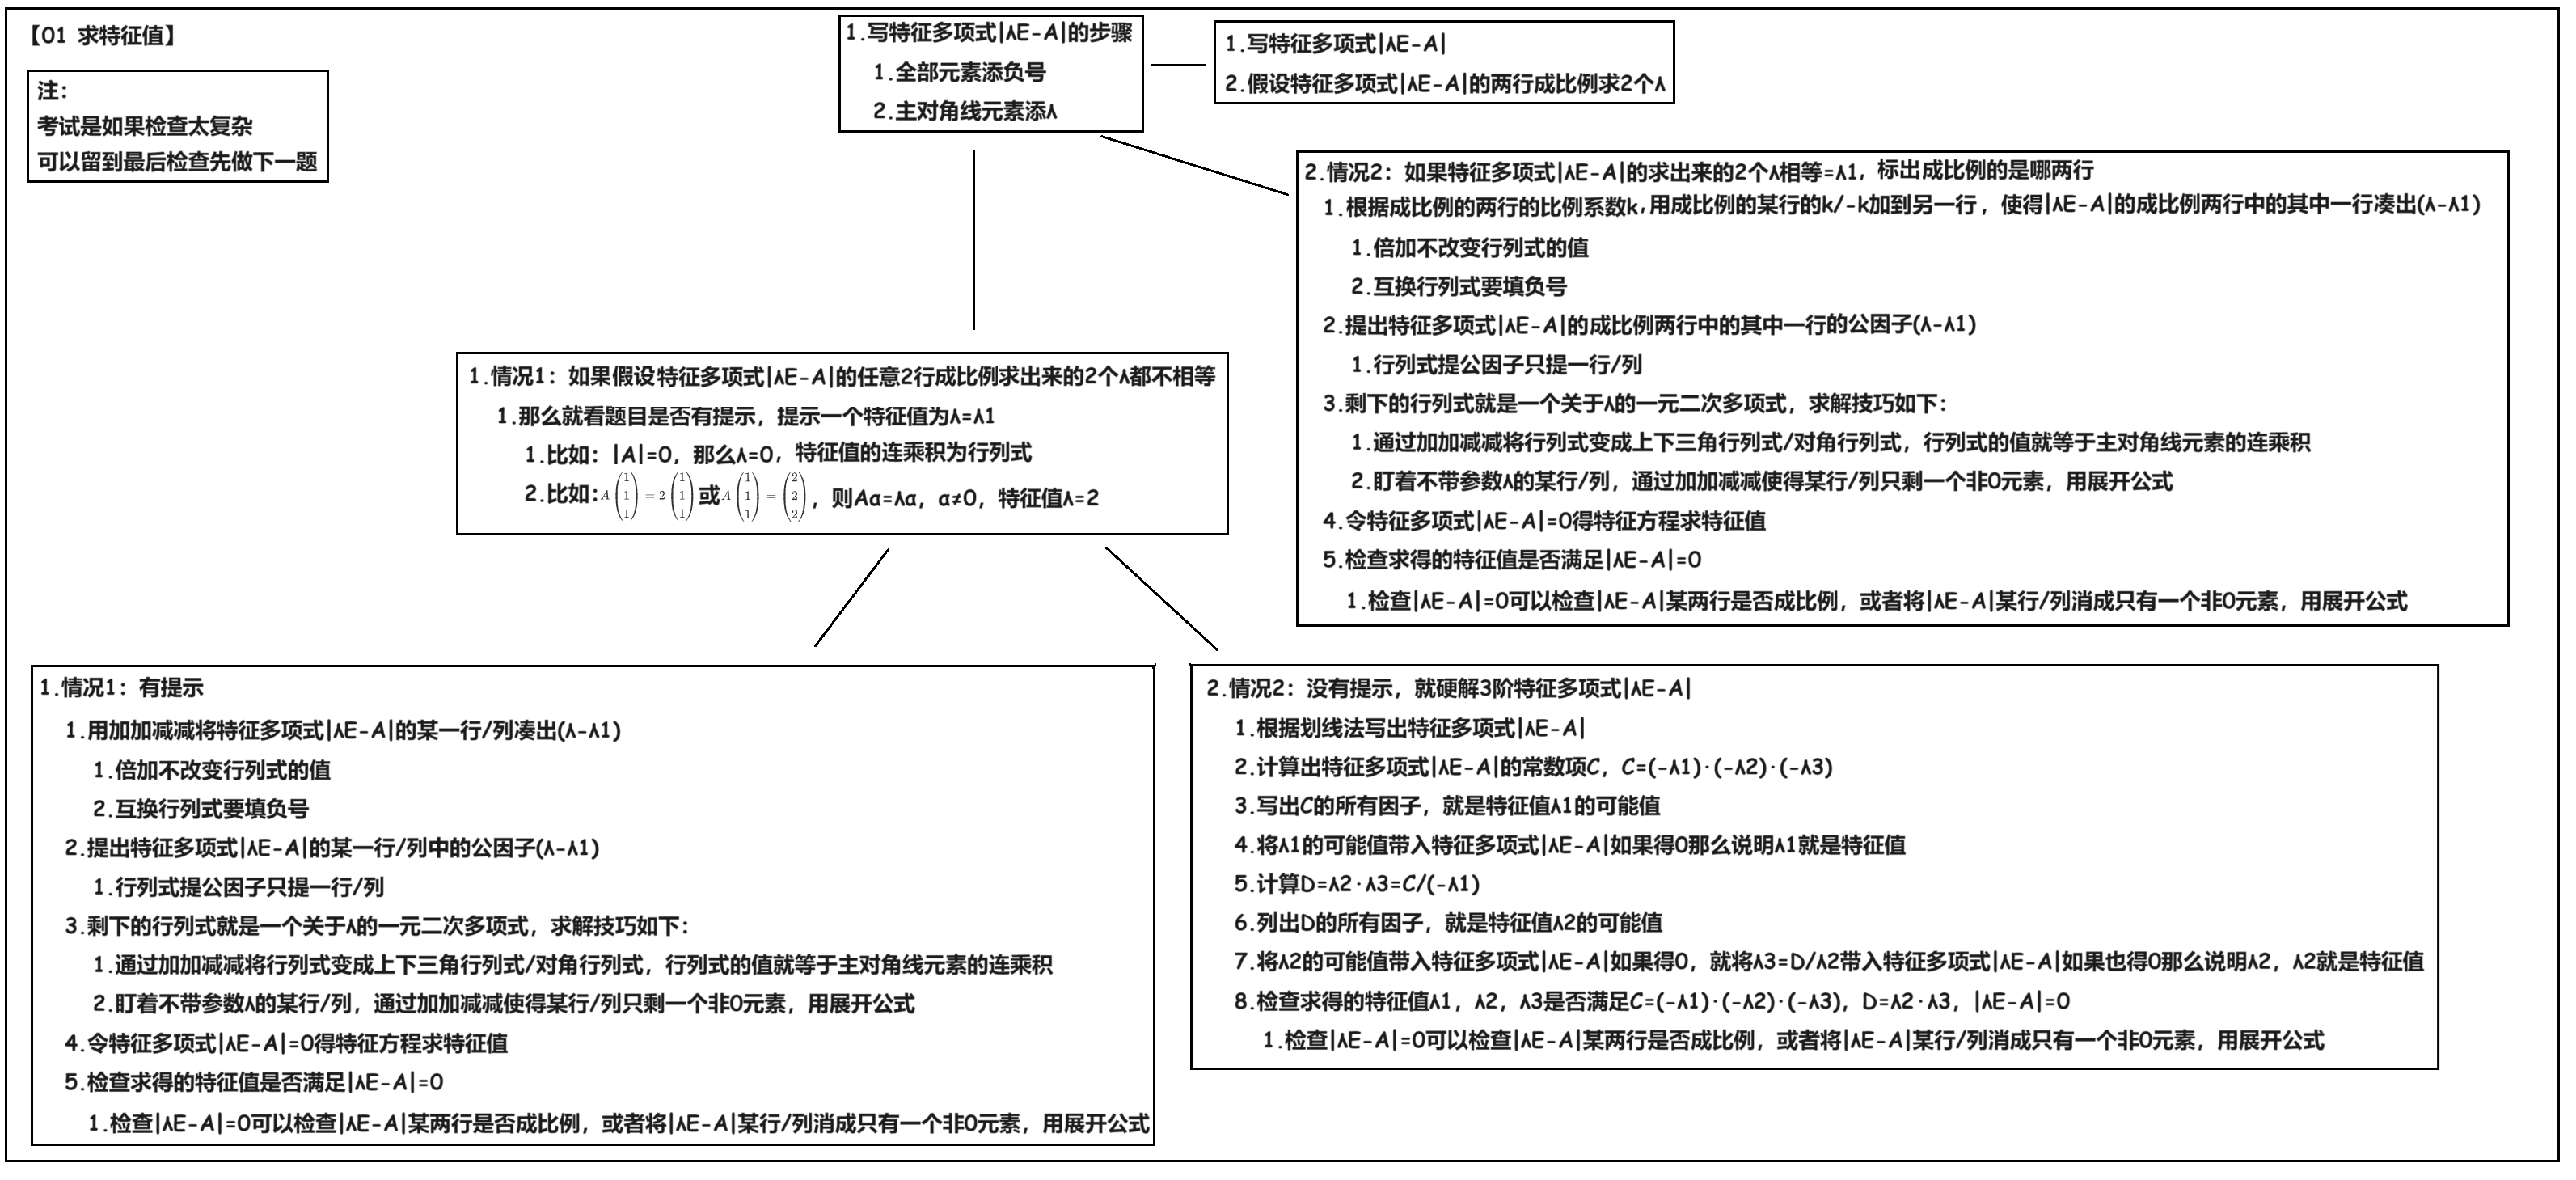 【01 求特征值】
注：
考试是如果检查太复杂
可以留到最后检查先做下一题
1.写特征多项式|λE-A|的步骤
1.全部元素添负号
2.主对角线元素添λ
1.写特征多项式|λE-A|
2.假设特征多项式|λE-A|的两行成比例求2个λ
2.情况2：如果特征多项式|λE-A|的求出来的2个λ相等=λ1，标出成比例的是哪两行
1.根据成比例的两行的比例系数k,用成比例的某行的k/-k加到另一行，使得|λE-A|的成比例两行中的其中一行凑出(λ-λ1)
1.倍加不改变行列式的值
2.互换行列式要填负号
2.提出特征多项式|λE-A|的成比例两行中的其中一行的公因子(λ-λ1)
1.行列式提公因子只提一行/列
3.剩下的行列式就是一个关于λ的一元二次多项式，求解技巧如下：
1.通过加加减减将行列式变成上下三角行列式/对角行列式，行列式的值就等于主对角线元素的连乘积
2.盯着不带参数λ的某行/列，通过加加减减使得某行/列只剩一个非0元素，用展开公式
4.令特征多项式|λE-A|=0得特征方程求特征值
5.检查求得的特征值是否满足|λE-A|=0
1.检查|λE-A|=0可以检查|λE-A|某两行是否成比例，或者将|λE-A|某行/列消成只有一个非0元素，用展开公式
1.情况1：如果假设特征多项式|λE-A|的任意2行成比例求出来的2个λ都不相等
1.那么就看题目是否有提示，提示一个特征值为λ=λ1
1.比如：|A|=0，那么λ=0，特征值的连乘积为行列式
2.比如:A(1 1 1)=2(1 1 1)或A(1 1 1)=(2 2 2)，则Aα=λα，α≠0，特征值λ=2
1.情况1：有提示
1.用加加减减将特征多项式|λE-A|的某一行/列凑出(λ-λ1)
1.倍加不改变行列式的值
2.互换行列式要填负号
2.提出特征多项式|λE-A|的某一行/列中的公因子(λ-λ1)
1.行列式提公因子只提一行/列
3.剩下的行列式就是一个关于λ的一元二次多项式，求解技巧如下：
1.通过加加减减将行列式变成上下三角行列式/对角行列式，行列式的值就等于主对角线元素的连乘积
2.盯着不带参数λ的某行/列，通过加加减减使得某行/列只剩一个非0元素，用展开公式
4.令特征多项式|λE-A|=0得特征方程求特征值
5.检查求得的特征值是否满足|λE-A|=0
1.检查|λE-A|=0可以检查|λE-A|某两行是否成比例，或者将|λE-A|某行/列消成只有一个非0元素，用展开公式
2.情况2：没有提示，就硬解3阶特征多项式|λE-A|
1.根据划线法写出特征多项式|λE-A|
2.计算出特征多项式|λE-A|的常数项C，C=(-λ1)·(-λ2)·(-λ3)
3.写出C的所有因子，就是特征值λ1的可能值
4.将λ1的可能值带入特征多项式|λE-A|如果得0那么说明λ1就是特征值
5.计算D=λ2·λ3=C/(-λ1)
6.列出D的所有因子，就是特征值λ2的可能值
7.将λ2的可能值带入特征多项式|λE-A|如果得0，就将λ3=D/λ2带入特征多项式|λE-A|如果也得0那么说明λ2，λ2就是特征值
8.检查求得的特征值λ1，λ2，λ3是否满足C=(-λ1)·(-λ2)·(-λ3)，D=λ2·λ3，|λE-A|=0
1.检查|λE-A|=0可以检查|λE-A|某两行是否成比例，或者将|λE-A|某行/列消成只有一个非0元素，用展开公式